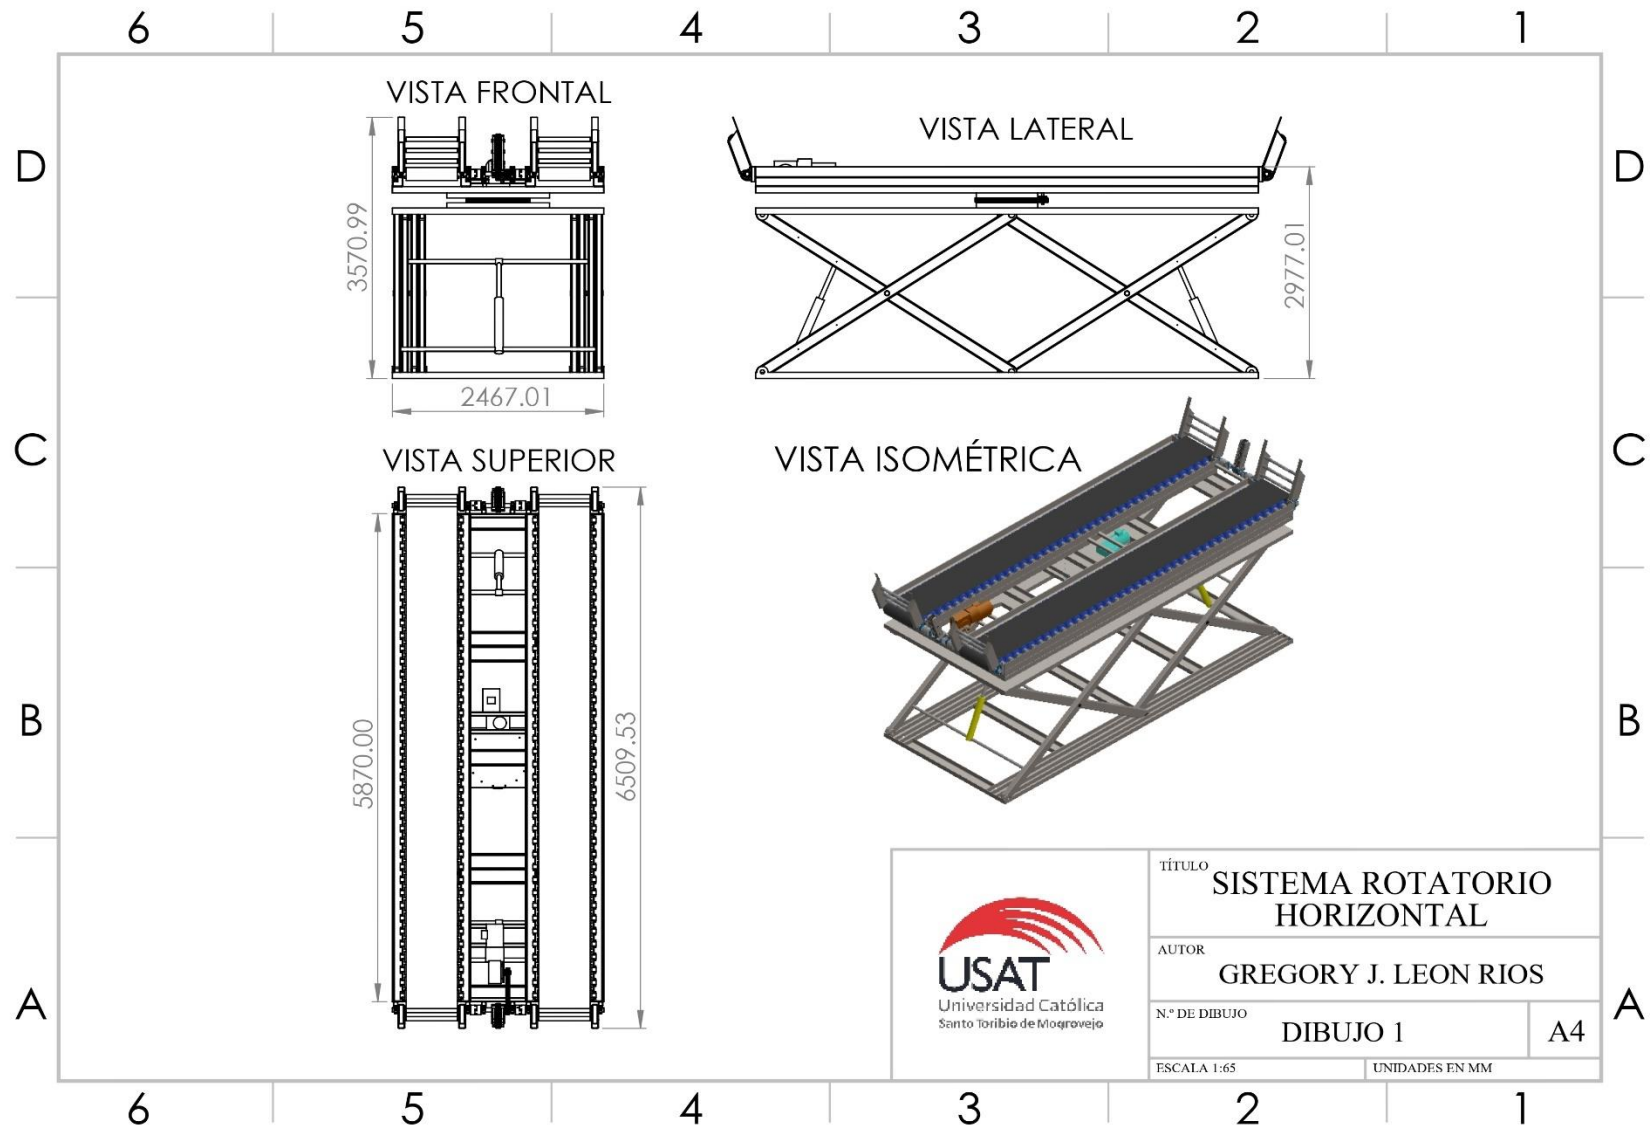 6 5 4 3 2 1
VISTA FRONTAL
VISTA LATERAL
D D
3570.99
2977.01
2467.01
C C
VISTA SUPERIOR
VISTA ISOMÉTRICA
B B
5870.00
6509.53
TÍTULO
SISTEMA ROTATORIO
HORIZONTAL
AUTOR
GREGORY J. LEON RIOS
USAT
Universidad Católica
Santo Toribio de Mogrovejo
A A
N.º DE DIBUJO
DIBUJO 1
A4
ESCALA 1:65
UNIDADES EN MM
6 5 4 3 2 1